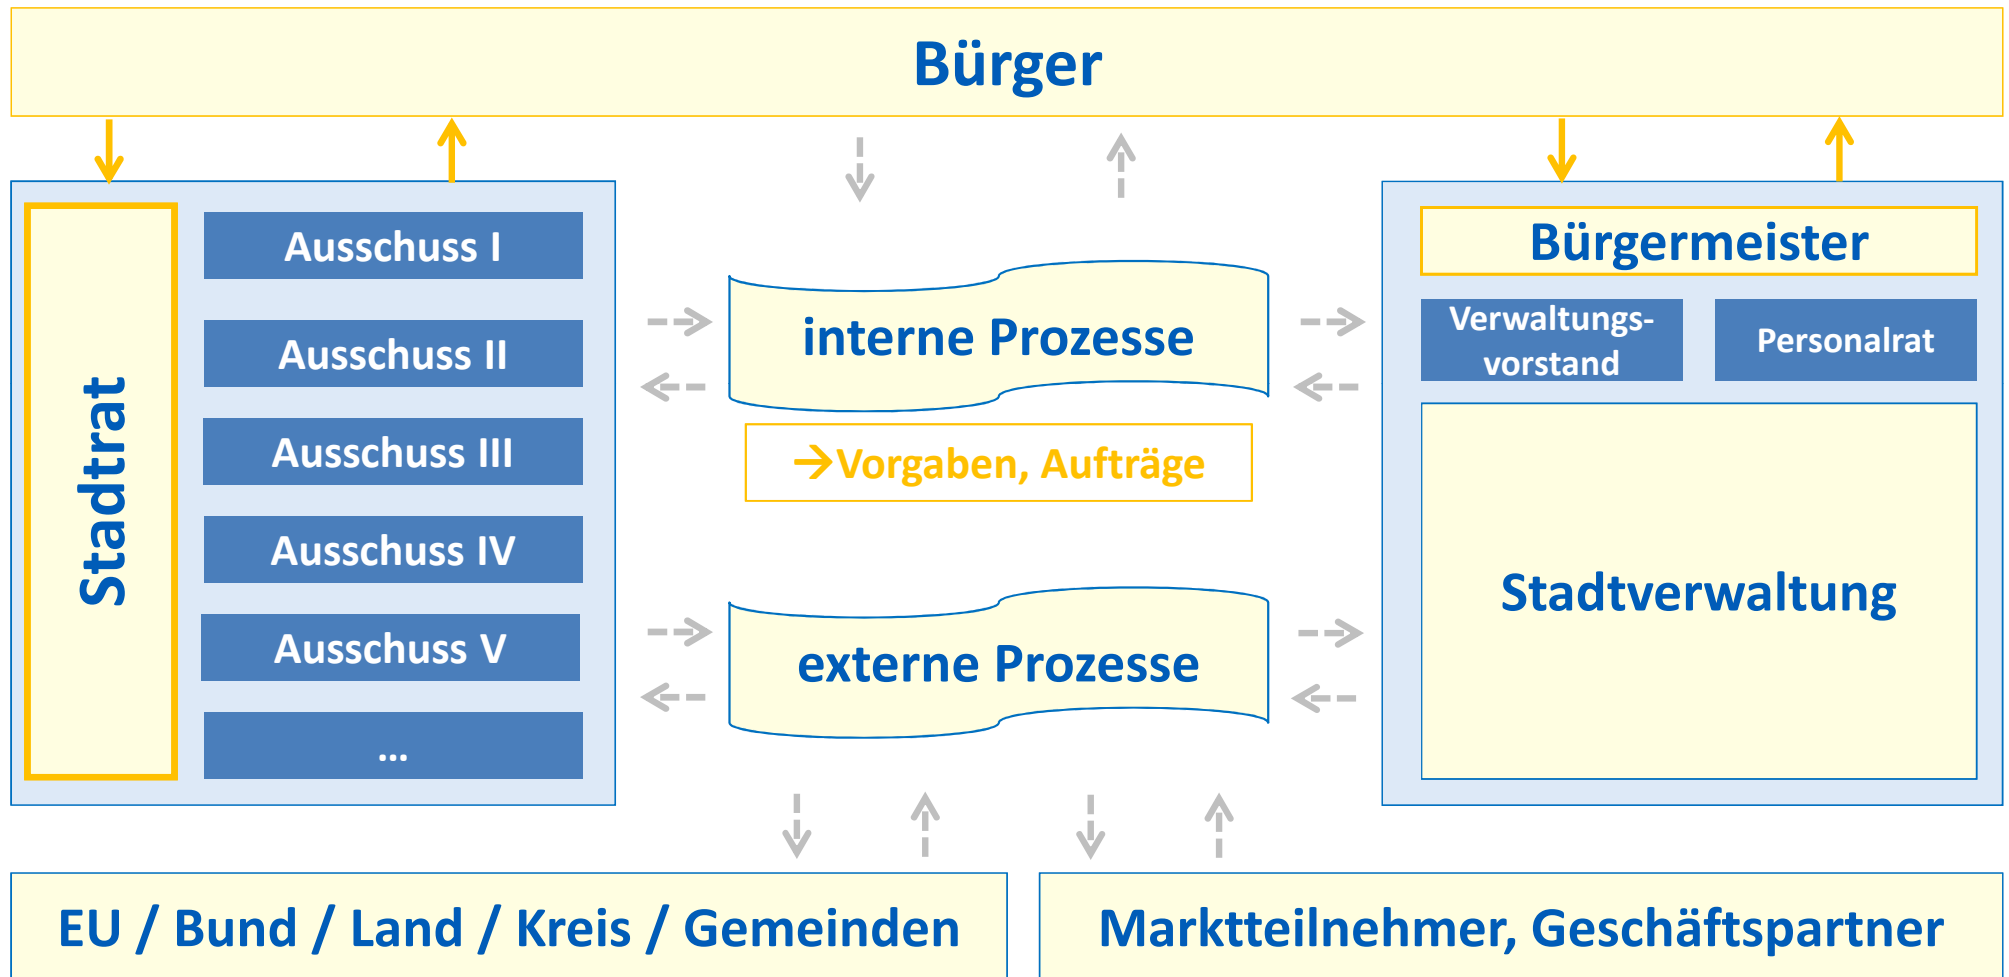 Bürger
Stadtrat
Ausschuss I
Ausschuss II
Ausschuss III
Ausschuss IV
Ausschuss V
...
interne Prozesse
→Vorgaben, Aufträge
externe Prozesse
Bürgermeister
Verwaltungs-
vorstand
Personalrat
Stadtverwaltung
EU / Bund / Land / Kreis / Gemeinden
Marktteilnehmer, Geschäftspartner